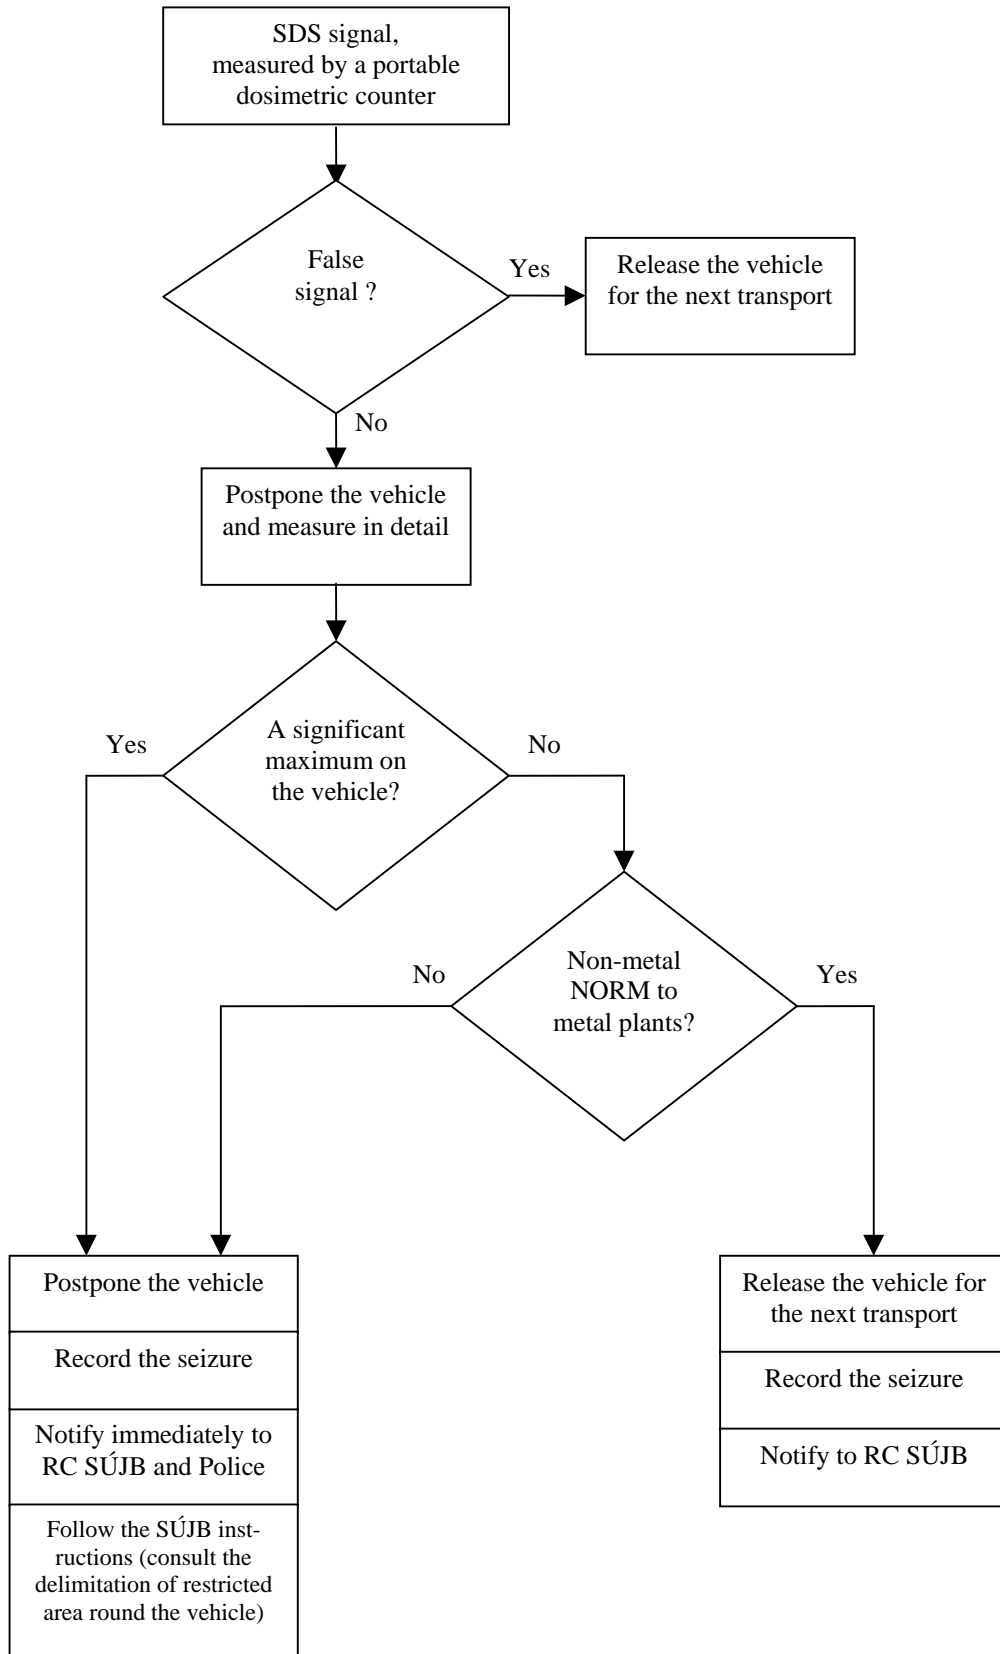 SDS signal,
measured by a portable
dosimetric counter
False
signal ?
Yes
Release the vehicle
for the next transport
No
Postpone the vehicle
and measure in detail
Yes
A significant
maximum on
the vehicle?
No
No
Non-metal
NORM to
metal plants?
Yes
Postpone the vehicle
Record the seizure
Notify immediately to
RC SÚJB and Police
Follow the SÚJB inst-
ructions (consult the
delimitation of restricted
area round the vehicle)
Release the vehicle for
the next transport
Record the seizure
Notify to RC SÚJB